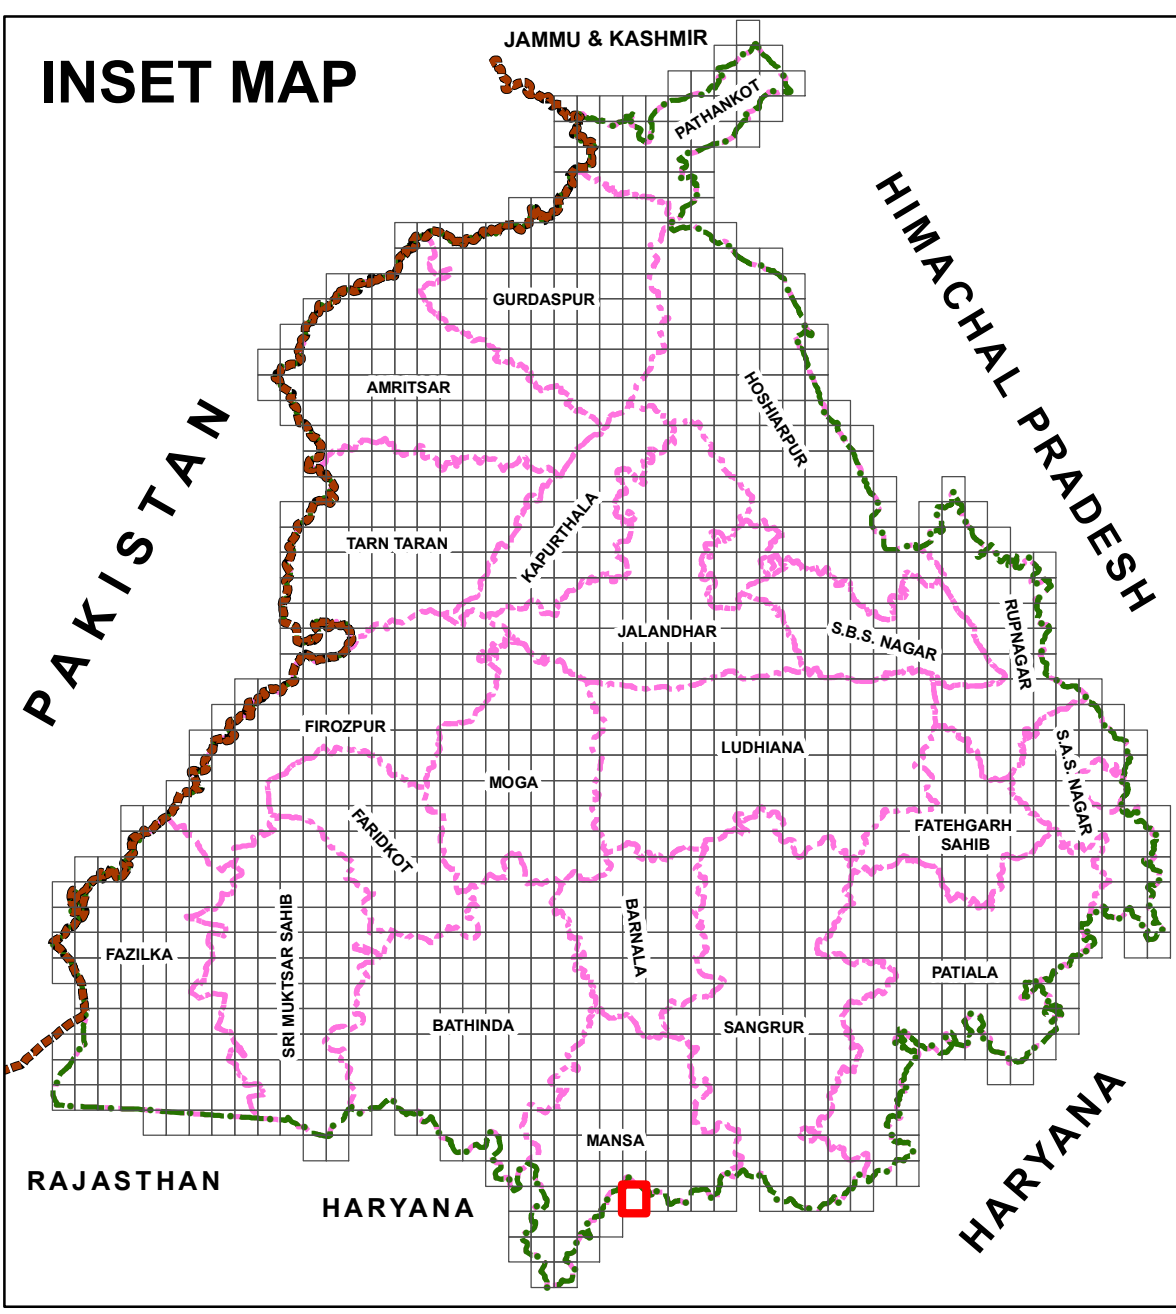 JAMMU & KASHMIR
INSET MAP
PATHANKOT
HIMACHAL PRADESH
GURDASPUR
AMRITSAR
HOSHIARPUR
PAKISTAN
KAPURTHALA
TARN TARAN
JALANDHAR
S.B.S. NAGAR
RUPNAGAR
FIROZPUR
LUDHIANA
S.A.S. NAGAR
MOGA
FARIDKOT
FATEHGARH
SAHIB
BARNALA
SRI MUKTSAR SAHIB
FAZILKA
PATIALA
BATHINDA
SANGRUR
MANSA
RAJASTHAN
HARYANA
HARYANA